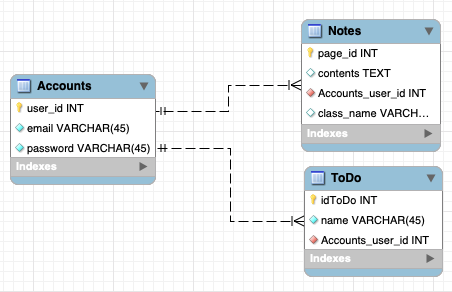 Accounts
user_id INT
email VARCHAR(45)
password VARCHAR(45)
Indexes
Notes
page_id INT
contents TEXT
Accounts_user_id INT
class_name VARCH...
Indexes
ToDo
idToDo INT
name VARCHAR(45)
Accounts_user_id INT
Indexes